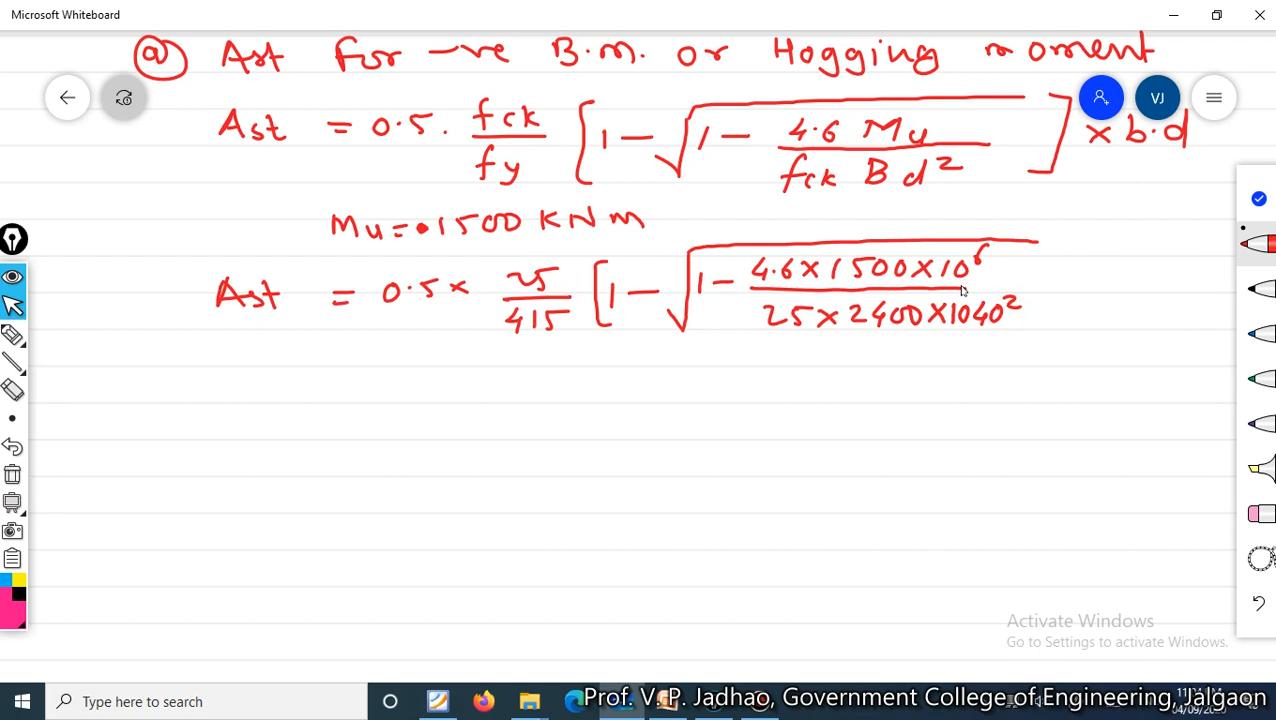 Microsoft Whiteboard
a) Ast For -ve B.M. or Hogging moment
Ast = 0.5. fck/fy [1 - √(1 - 4.6 Mu / fck B d²)] x b.d
VJ
Mu = 1500 KNm
Ast = 0.5 x 25/415 [1 - √(1 - 4.6 x 1500 x 10⁶ / 25 x 2400 x 1040²)
Activate Windows
Go to Settings to activate Windows.
Type here to search
Prof. V. P. Jadhao, Government College of Engineering, Jalgaon